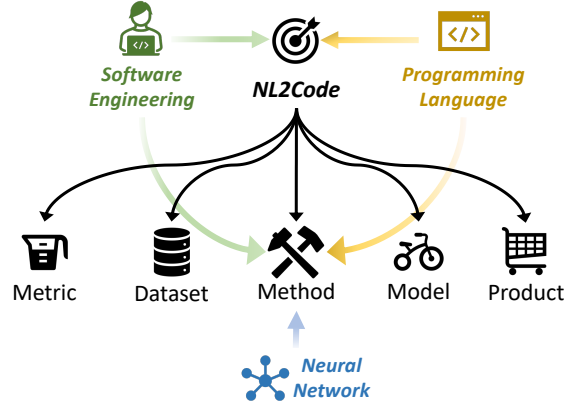 </>
</>
Software
Engineering
NL2Code
Programming
Language
Metric
Dataset
Method
Model
Product
Neural
Network